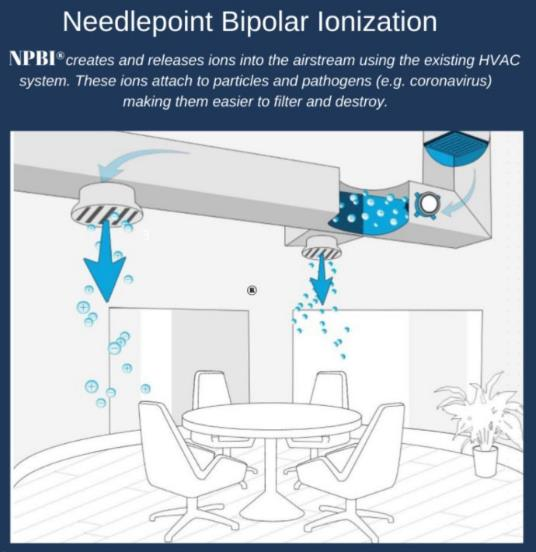 Needlepoint Bipolar Ionization
NPBI® creates and releases ions into the airstream using the existing HVAC
system. These ions attach to particles and pathogens (e.g. coronavirus)
making them easier to filter and destroy.
®